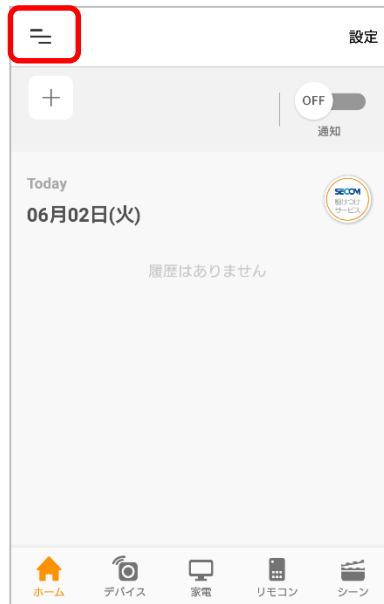 設定
OFF
通知
Today
06月02日(火)
SECOM
駆けつけ
サービス
履歴はありません
ホーム
デバイス
家電
リモコン
シーン